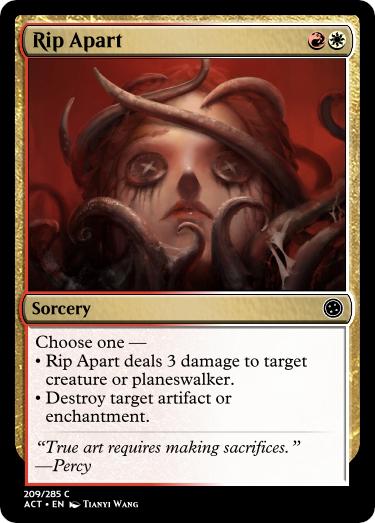 Rip Apart
Sorcery
Choose one —
• Rip Apart deals 3 damage to target
creature or planeswalker.
• Destroy target artifact or
enchantment.
“True art requires making sacrifices.”
—Percy
209/285 C
ACT • EN Tianyi Wang